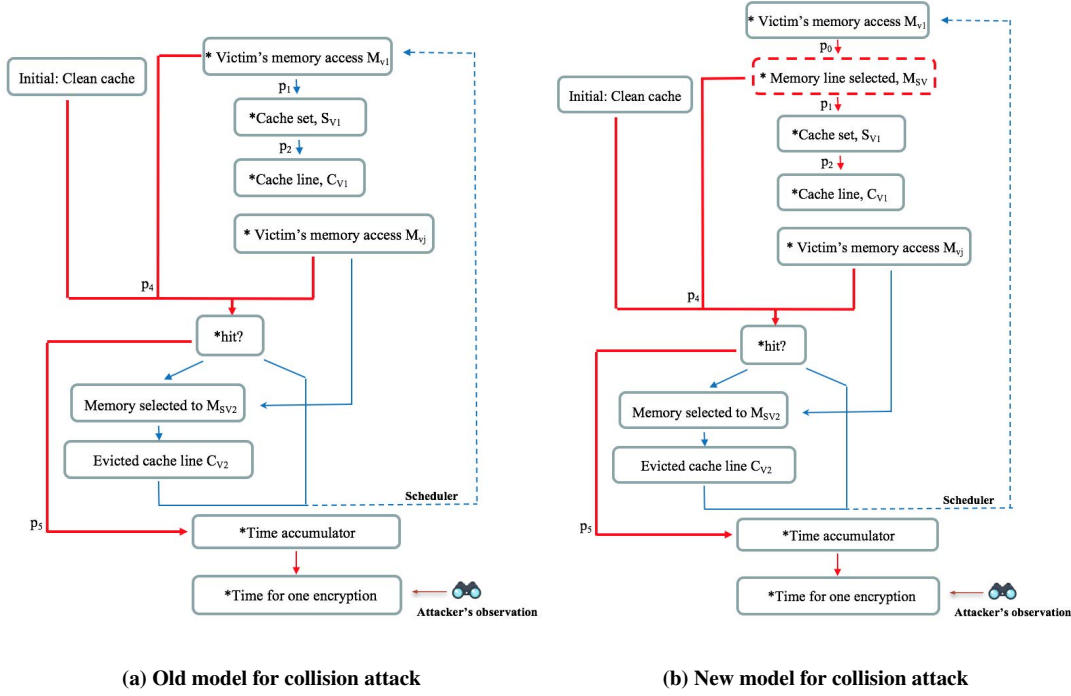 * Victim's memory access Mv1
Initial: Clean cache
p1
*Cache set, SV1
p2
*Cache line, CV1
* Victim's memory access Mvj
p4
*hit?
Memory selected to MSV2
Evicted cache line CV2
Scheduler
p5
*Time accumulator
*Time for one encryption
Attacker's observation
(a) Old model for collision attack
* Victim's memory access Mv1
p0
* Memory line selected, MSV
Initial: Clean cache
p1
*Cache set, SV1
p2
*Cache line, CV1
* Victim's memory access Mvj
p4
*hit?
Memory selected to MSV2
Evicted cache line CV2
Scheduler
p5
*Time accumulator
*Time for one encryption
Attacker's observation
(b) New model for collision attack